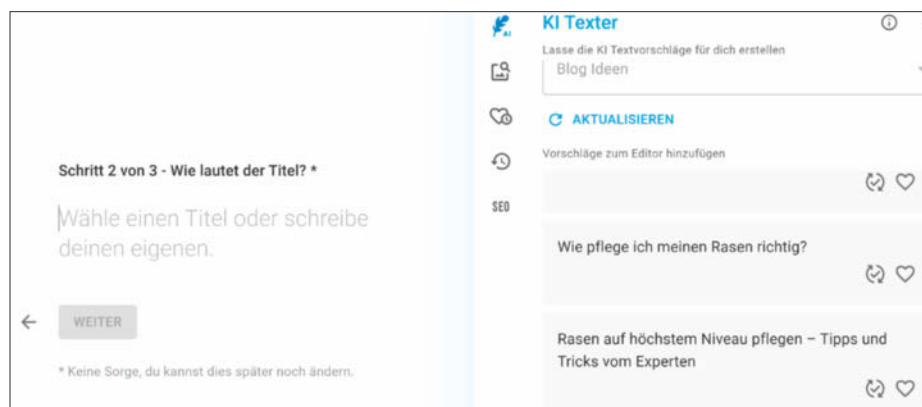 Schritt 2 von 3 - Wie lautet der Titel? *
Wähle einen Titel oder schreibe
deinen eigenen.
WEITER
* Keine Sorge, du kannst dies später noch ändern.
AI
SEO
KI Texter
Lasse die KI Textvorschläge für dich erstellen
Blog Ideen
AKTUALISIEREN
Vorschläge zum Editor hinzufügen
Wie pflege ich meinen Rasen richtig?
Rasen auf höchstem Niveau pflegen – Tipps und
Tricks vom Experten